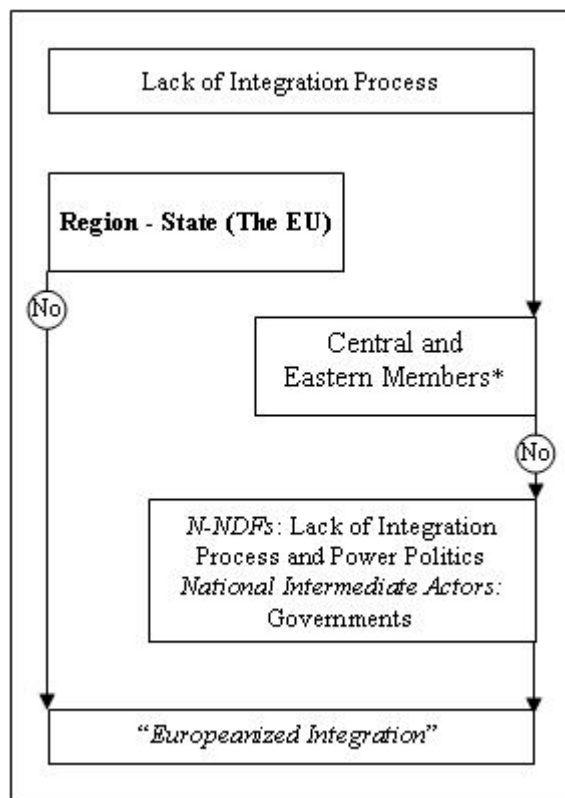 Lack of Integration Process
Region - State (The EU)
No
Central and
Eastern Members*
No
N-NDFs: Lack of Integration
Process and Power Politics
National Intermediate Actors:
Governments
“Europeanized Integration”